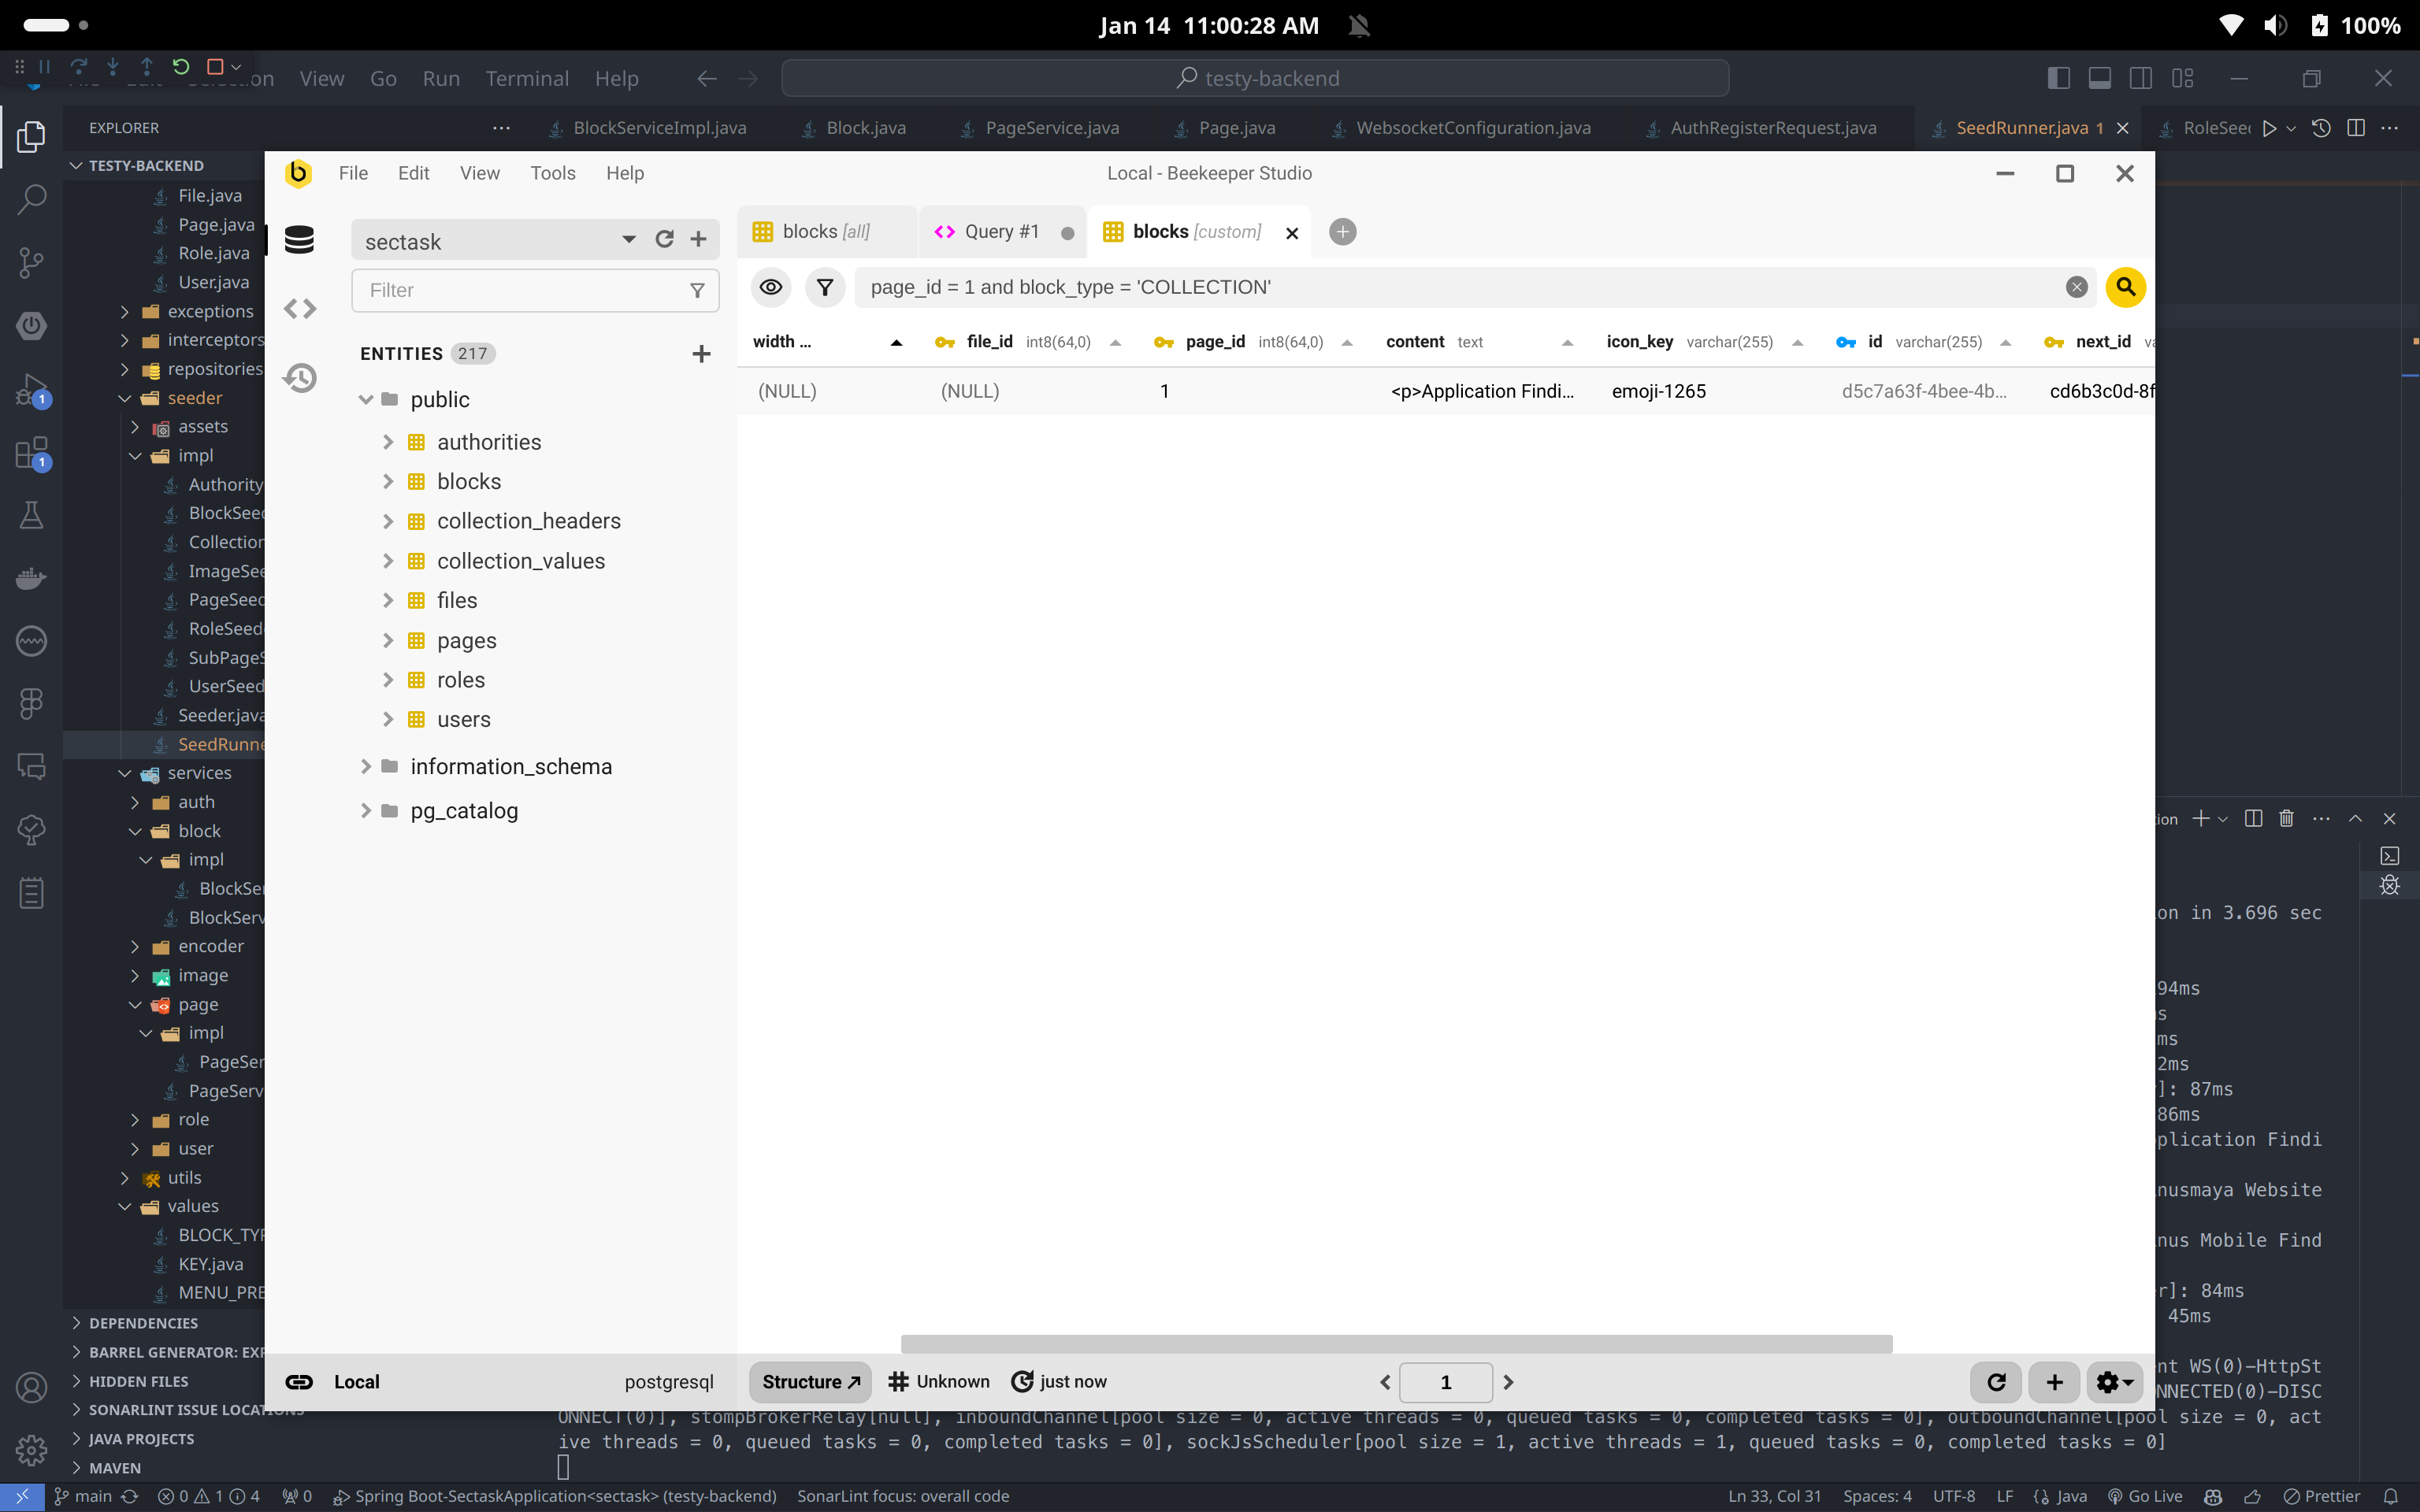 Jan 14 11:00:28 AM
100%
View Go Run Terminal Help
testy-backend
EXPLORER
BlockServiceImpl.java
Block.java
PageService.java
Page.java
WebsocketConfiguration.java
AuthRegisterRequest.java
SeedRunner.java 1
RoleSee
TESTY-BACKEND
File.java
Page.java
Role.java
User.java
exceptions
interceptors
repositories
seeder
assets
impl
Authority
BlockSee
Collection
ImageSee
PageSeed
RoleSeed
SubPageS
UserSeed
Seeder.java
SeedRunne
services
auth
block
impl
BlockSer
BlockServ
encoder
image
page
impl
PageSer
PageServ
role
user
utils
values
BLOCK_TYP
KEY.java
MENU_PRE
DEPENDENCIES
BARREL GENERATOR: EXP
HIDDEN FILES
SONARLINT ISSUE LOCATIONS
JAVA PROJECTS
MAVEN
1
1
File Edit View Tools Help
Local - Beekeeper Studio
sectask
Filter
ENTITIES 217
public
authorities
blocks
collection_headers
collection_values
files
pages
roles
users
information_schema
pg_catalog
Local
postgresql
blocks [all]
Query #1
blocks [custom]
page_id = 1 and block_type = 'COLLECTION'
width ... file_id int8(64,0) page_id int8(64,0) content text icon_key varchar(255) id varchar(255) next_id va
(NULL) (NULL) 1 <p>Application Findi... emoji-1265 d5c7a63f-4bee-4b... cd6b3c0d-8f
Structure
Unknown
just now
1
ion
on in 3.696 sec
94ms
s
ms
2ms
]: 87ms
86ms
plication Findi
nusmaya Website
nus Mobile Find
r]: 84ms
45ms
nt WS(0)-HttpSt
NNECTED(0)-DISC
ONNECT(0)], stompBrokerRelay[null], inboundChannel[pool size = 0, active threads = 0, queued tasks = 0, completed tasks = 0], outboundChannel[pool size = 0, act
ive threads = 0, queued tasks = 0, completed tasks = 0], sockJsScheduler[pool size = 1, active threads = 1, queued tasks = 0, completed tasks = 0]
main 0 1 4 0 Spring Boot-SectaskApplication<sectask> (testy-backend) SonarLint focus: overall code
Ln 33, Col 31 Spaces: 4 UTF-8 LF Java Go Live Prettier